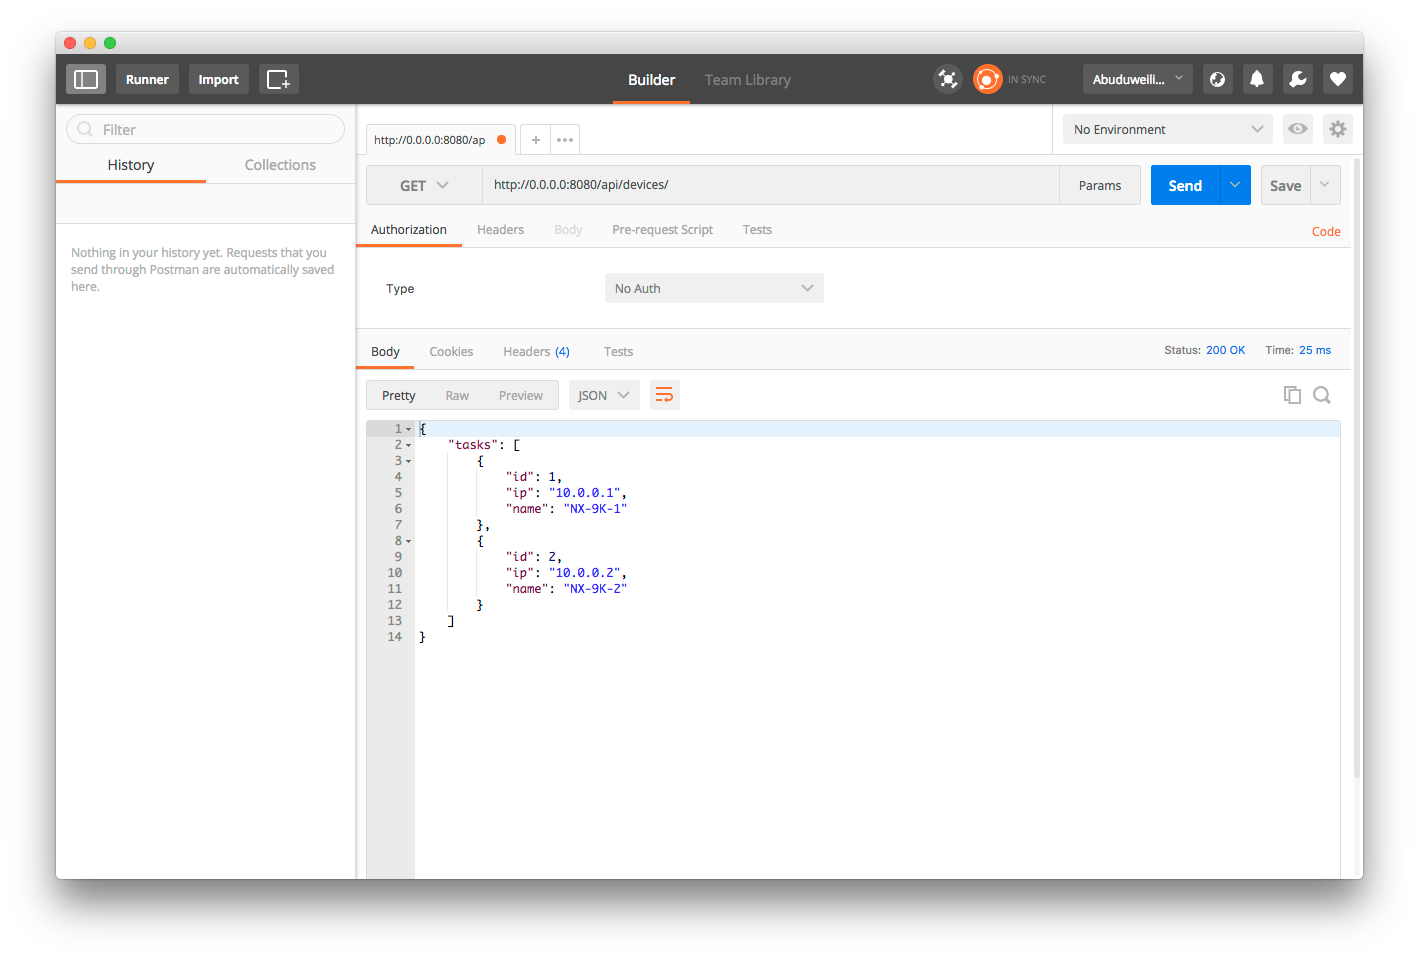 Runner Import Builder Team Library IN SYNC Abuduweili...
Filter
History Collections
Nothing in your history yet. Requests that you
send through Postman are automatically saved
here.
http://0.0.0.0:8080/ap + ••• No Environment
GET http://0.0.0.0:8080/api/devices/ Params Send Save
Authorization Headers Body Pre-request Script Tests Code
Type No Auth
Body Cookies Headers (4) Tests Status: 200 OK Time: 25 ms
Pretty Raw Preview JSON
1 {
2 "tasks": [
3 {
4 "id": 1,
5 "ip": "10.0.0.1",
6 "name": "NX-9K-1"
7 },
8 {
9 "id": 2,
10 "ip": "10.0.0.2",
11 "name": "NX-9K-2"
12 }
13 ]
14 }